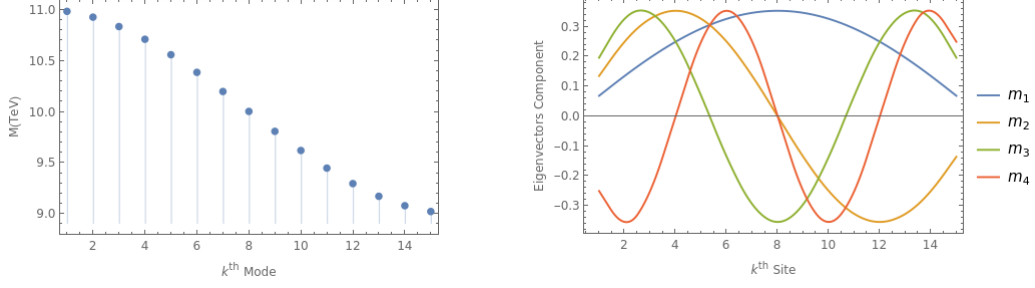 11.0
10.5
10.0
9.5
9.0
M(TeV)
2 4 6 8 10 12 14
kth Mode
0.3
0.2
0.1
0.0
-0.1
-0.2
-0.3
Eigenvectors Component
2 4 6 8 10 12 14
kth Site
m1
m2
m3
m4